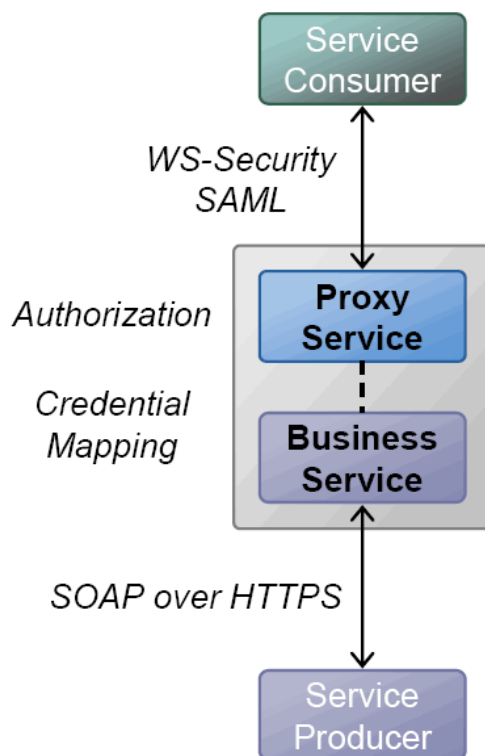 Service
Consumer
WS-Security
SAML
Proxy
Service
Authorization
Credential
Mapping
Business
Service
SOAP over HTTPS
Service
Producer